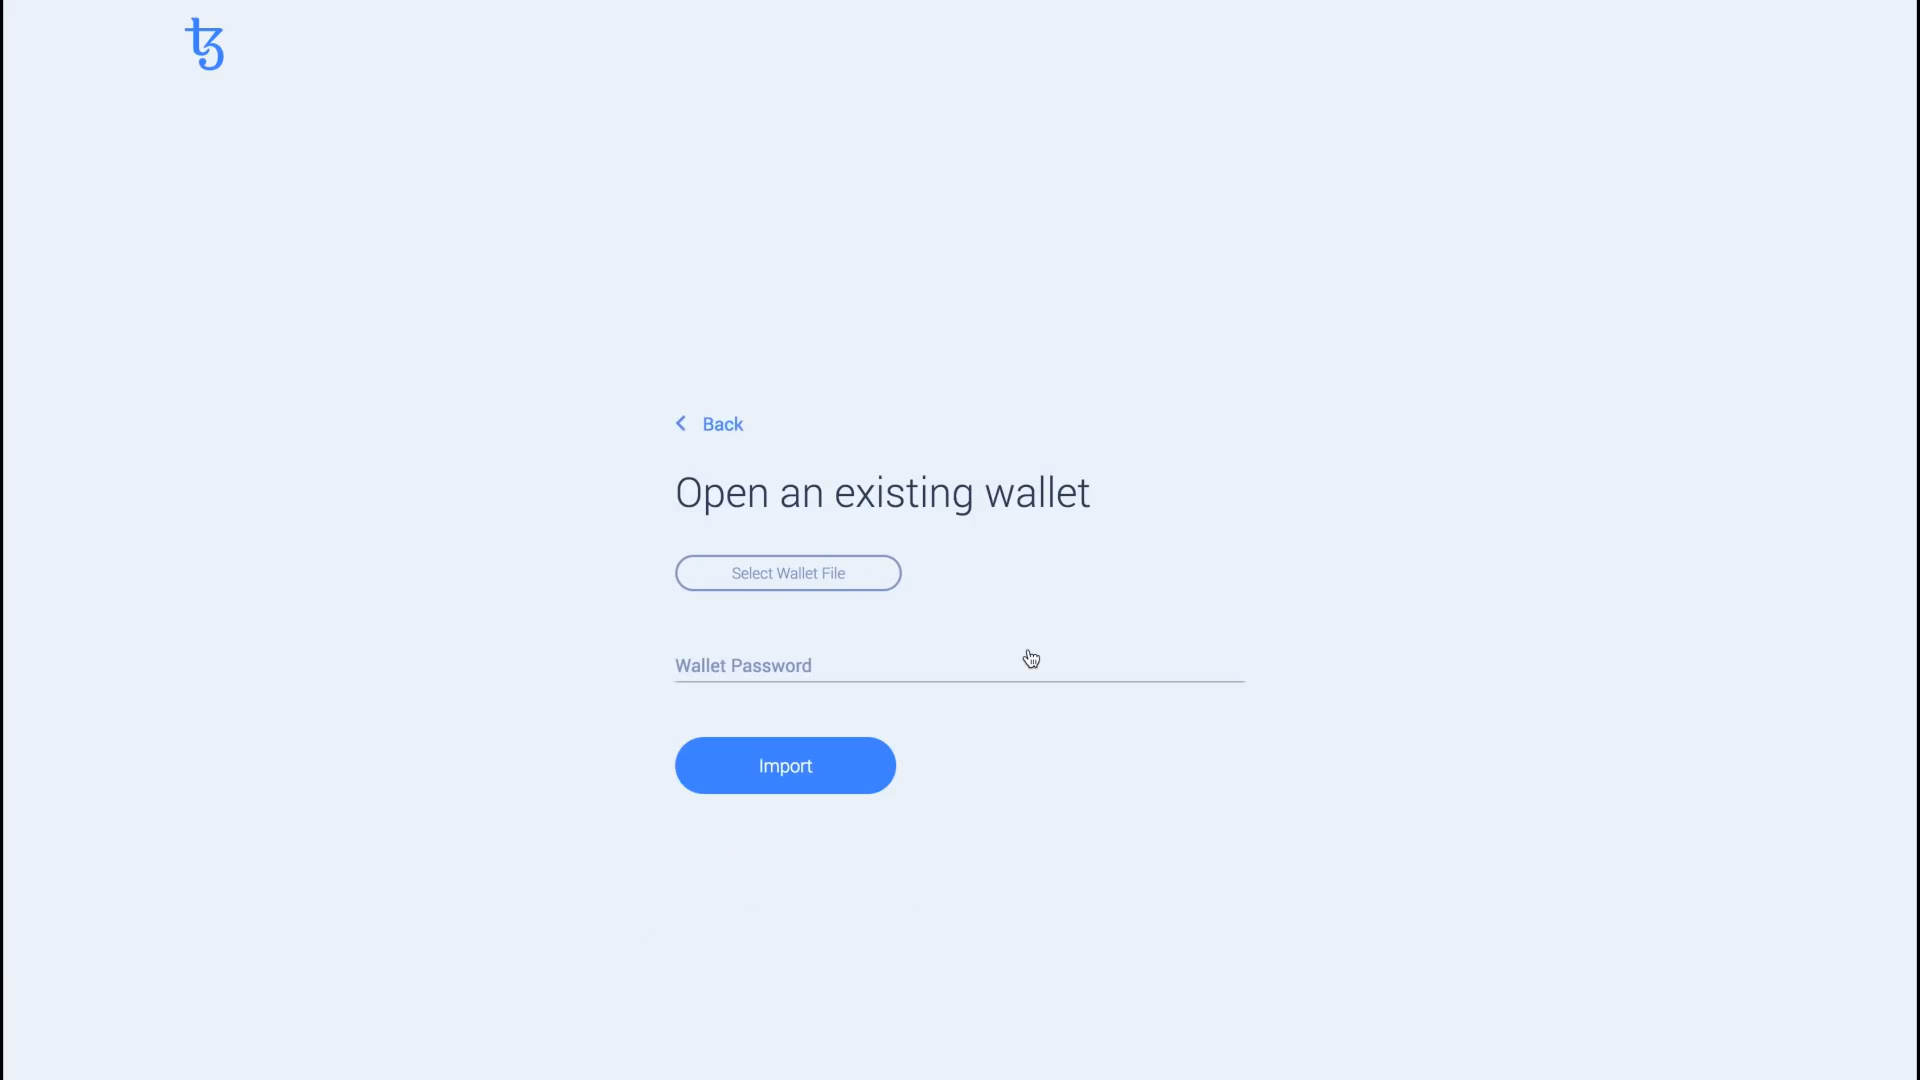 Back
Open an existing wallet
Select Wallet File
Wallet Password
Import